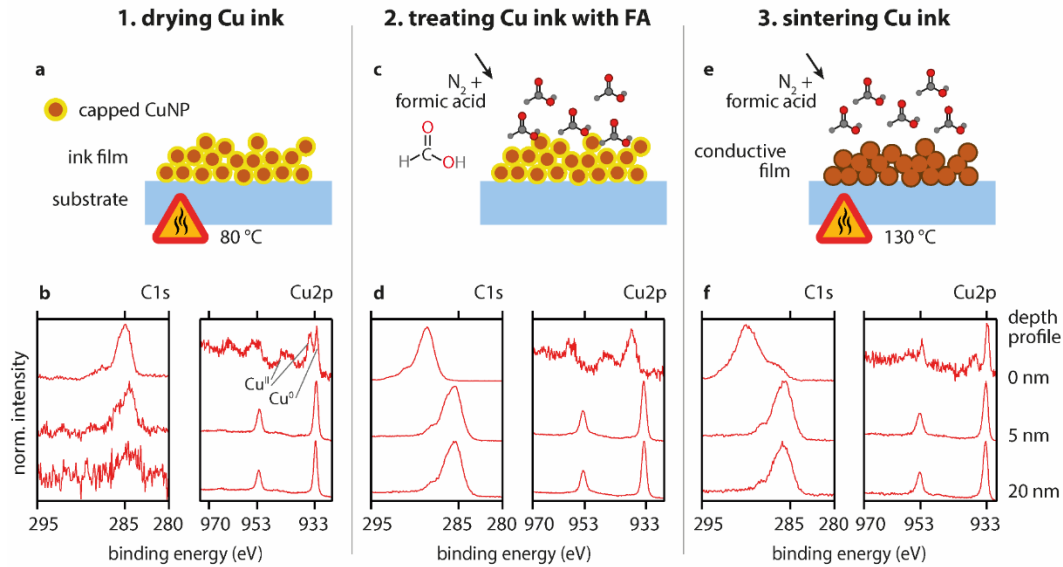 1. drying Cu ink
2. treating Cu ink with FA
3. sintering Cu ink
a
capped CuNP
ink film
substrate
80 °C
c
N2 +
formic acid
O
H C OH
e
N2 +
formic acid
conductive
film
130 °C
b
C1s
Cu2p
d
C1s
Cu2p
f
C1s
Cu2p
depth
profile
0 nm
5 nm
20 nm
norm. intensity
CuII
Cu0
295 285 280
970 953 933
295 285
970 953 933
295 285 280
970 953 933
binding energy (eV)
binding energy (eV)
binding energy (eV)